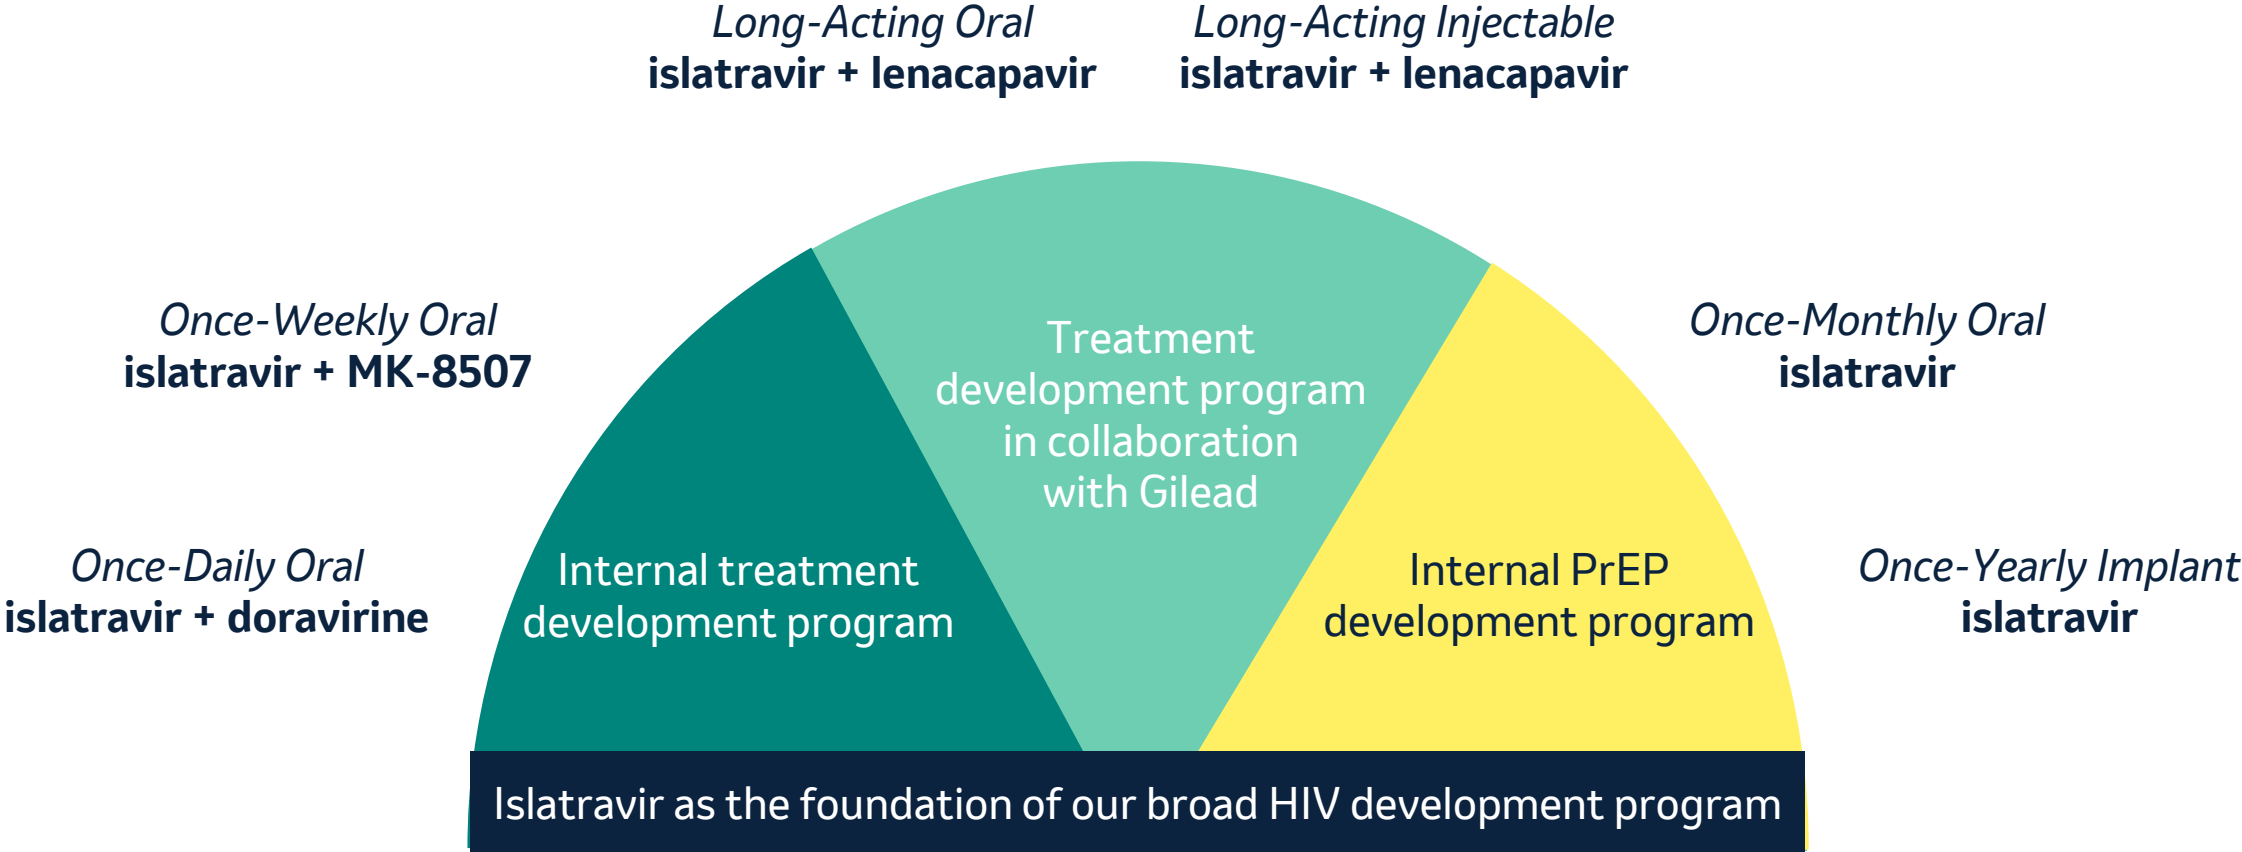 Long-Acting Oral
islatravir + lenacapavir
Long-Acting Injectable
islatravir + lenacapavir
Once-Weekly Oral
islatravir + MK-8507
Treatment
development program
in collaboration
with Gilead
Once-Monthly Oral
islatravir
Once-Daily Oral
islatravir + doravirine
Internal treatment
development program
Internal PrEP
development program
Once-Yearly Implant
islatravir
Islatravir as the foundation of our broad HIV development program